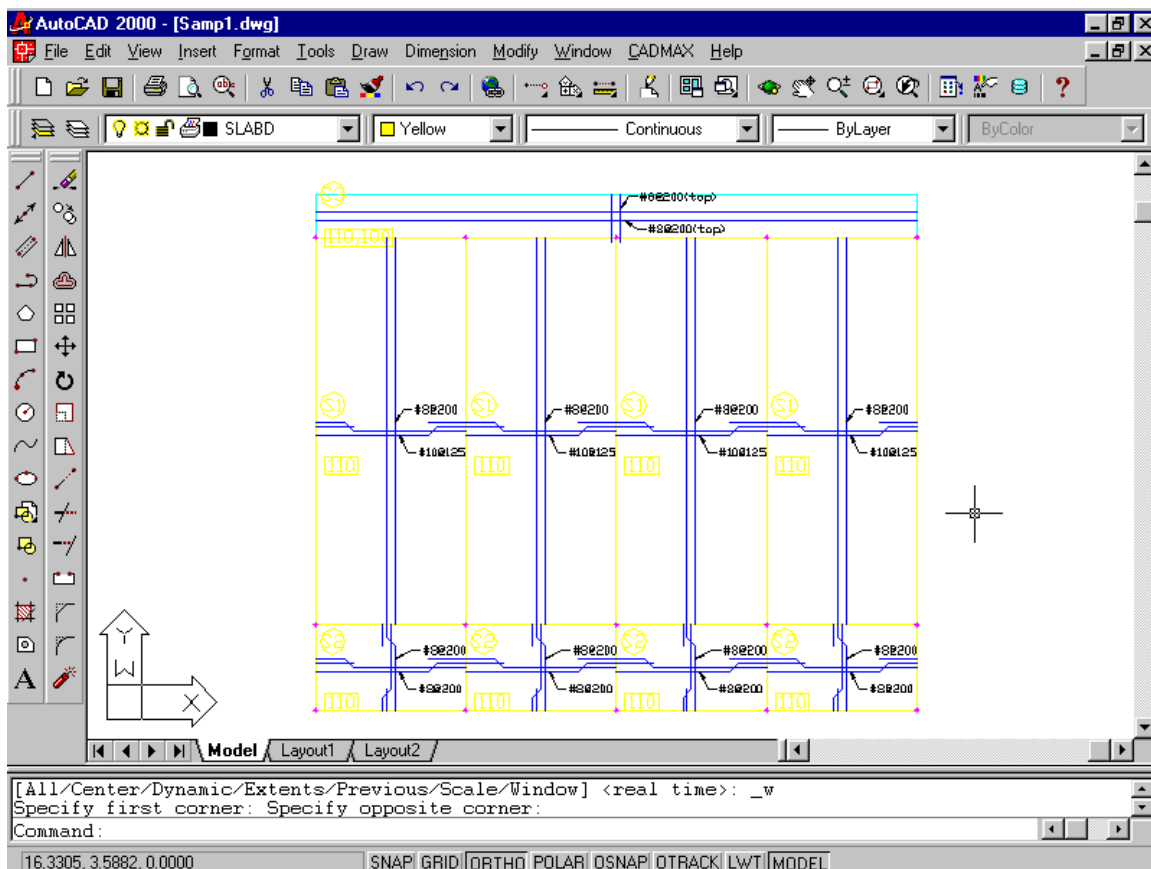 AutoCAD 2000 - [Samp1.dwg]
File Edit View Insert Format Tools Draw Dimension Modify Window CADMAX Help
SLABD Yellow Continuous ByLayer ByColor
#8@200(top)
#8@200(top)
110,100
S1 #8@200 S1 #8@200 S1 #8@200 S1 #8@200
#10@125 #10@125 #10@125 #10@125
110 110 110 110
S2 #8@200 S2 #8@200 S2 #8@200 S2 #8@200
#8@200 #8@200 #8@200 #8@200
110 110 110 110
Y
W
X
A
Model Layout1 Layout2
[All/Center/Dynamic/Extents/Previous/Scale/Window] <real time>: _w
Specify first corner: Specify opposite corner:
Command:
16.3305, 3.5882, 0.0000 SNAP GRID ORTHO POLAR OSNAP OTRACK LWT MODEL